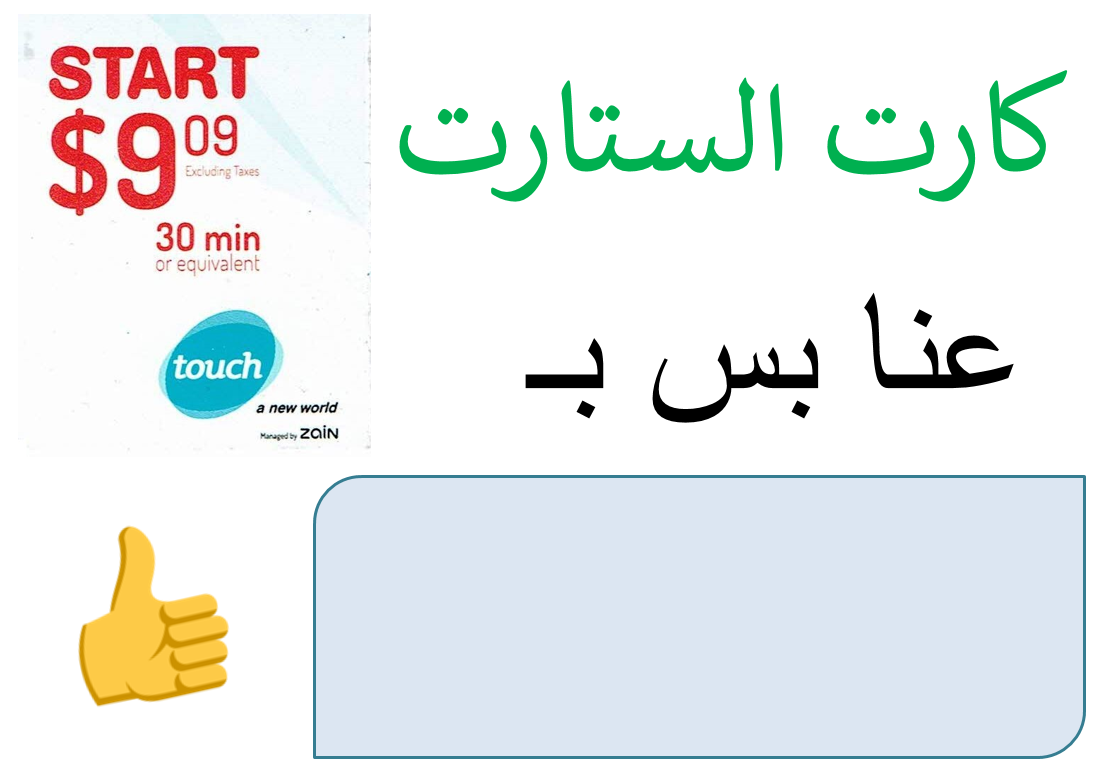 START
$9 09
Excluding Taxes
30 min
or equivalent
touch
a new world
Managed by zain
كارت الستارت
عنا بس بـ